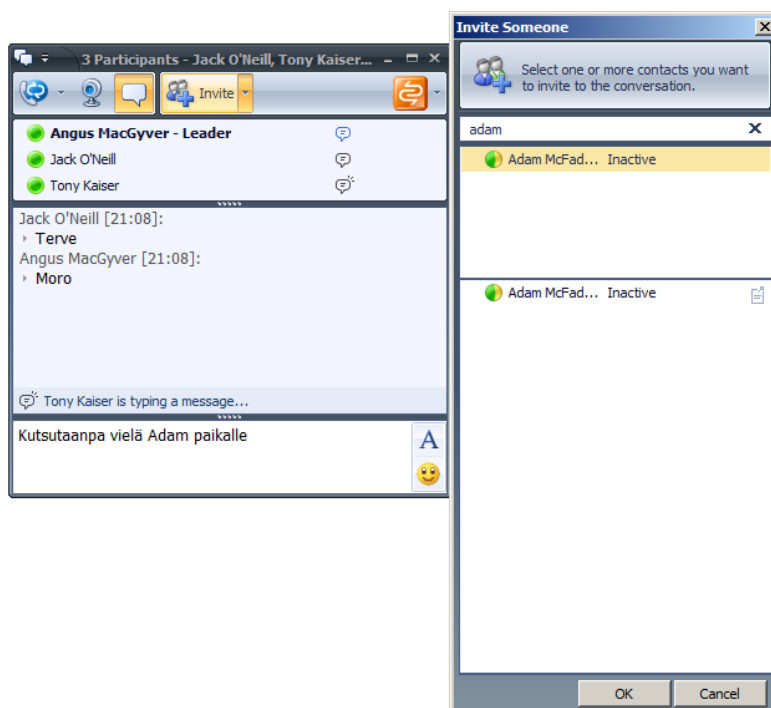 3 Participants - Jack O'Neill, Tony Kaiser...
Invite
Angus MacGyver - Leader
Jack O'Neill
Tony Kaiser
Jack O'Neill [21:08]:
Terve
Angus MacGyver [21:08]:
Moro
Tony Kaiser is typing a message...
Kutsutaanpa vielä Adam paikalle
A
Invite Someone
Select one or more contacts you want
to invite to the conversation.
adam
Adam McFad... Inactive
Adam McFad... Inactive
OK
Cancel